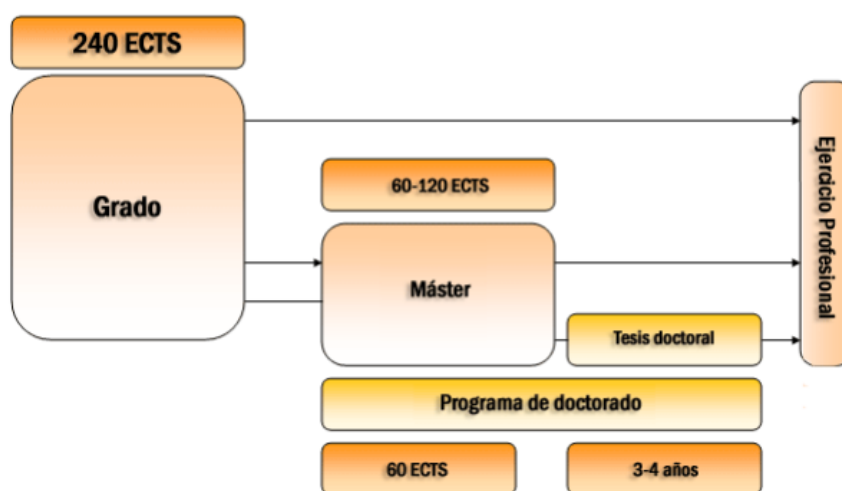 240 ECTS
Grado
60-120 ECTS
Máster
Tesis doctoral
Programa de doctorado
60 ECTS
3-4 años
Ejercicio Profesional